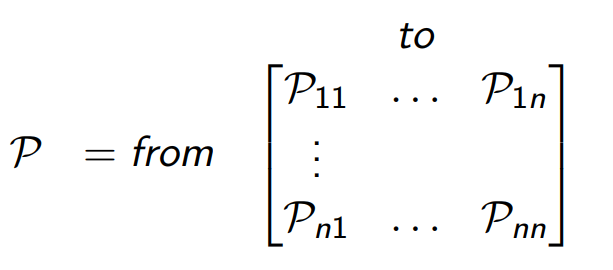 to
𝒫₁₁ … 𝒫₁ₙ
𝒫 = from ⋮
𝒫ₙ₁ … 𝒫ₙₙ